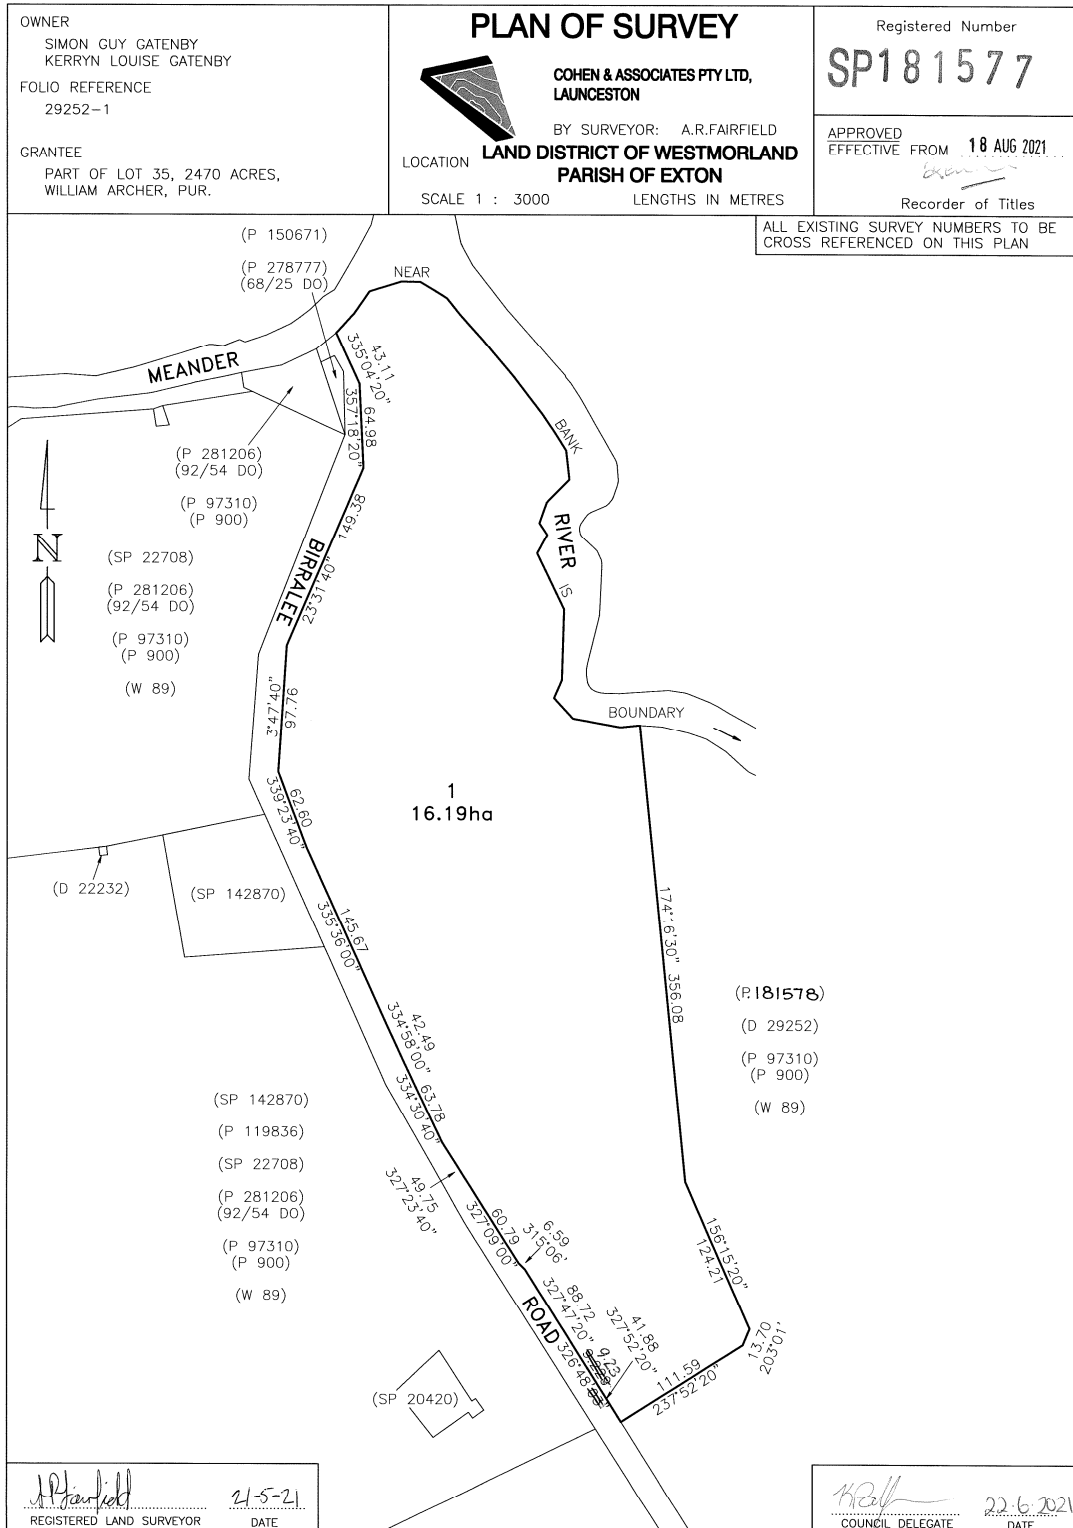 OWNER
SIMON GUY GATENBY
KERRYN LOUISE GATENBY
FOLIO REFERENCE
29252-1
GRANTEE
PART OF LOT 35, 2470 ACRES,
WILLIAM ARCHER, PUR.
PLAN OF SURVEY
COHEN & ASSOCIATES PTY LTD,
LAUNCESTON
BY SURVEYOR: A.R.FAIRFIELD
LOCATION LAND DISTRICT OF WESTMORLAND
PARISH OF EXTON
SCALE 1 : 3000 LENGTHS IN METRES
Registered Number
SP181577
APPROVED
EFFECTIVE FROM 18 AUG 2021
Recorder of Titles
ALL EXISTING SURVEY NUMBERS TO BE
CROSS REFERENCED ON THIS PLAN
(P 150671)
(P 278777)
(68/25 DO)
NEAR
MEANDER
43.11
335°04'20"
64.98
357°18'20"
BANK
(P 281206)
(92/54 DO)
(P 97310)
(P 900)
149.38
23°31'40"
BIRRALEE
RIVER
IS
N
(SP 22708)
(P 281206)
(92/54 DO)
(P 97310)
(P 900)
(W 89)
3°47'40"
97.76
BOUNDARY
62.60
339°23'40"
1
16.19ha
(D 22232)
(SP 142870)
145.67
335°36'00"
174°16'30" 356.08
(P.181578)
(D 29252)
(P 97310)
(P 900)
(W 89)
42.49
334°58'00"
63.78
334°30'40"
(SP 142870)
(P 119836)
(SP 22708)
(P 281206)
(92/54 DO)
(P 97310)
(P 900)
(W 89)
49.75
327°23'40"
60.79
327°09'00"
6.59
315°06'
156°15'20"
124.21
88.72
327°47'20"
41.88
327°52'20"
ROAD
9.23
326°48'
13.70
203°01'
111.59
237°52'20"
(SP 20420)
21-5-21
REGISTERED LAND SURVEYOR DATE
22-6-2021
COUNCIL DELEGATE DATE